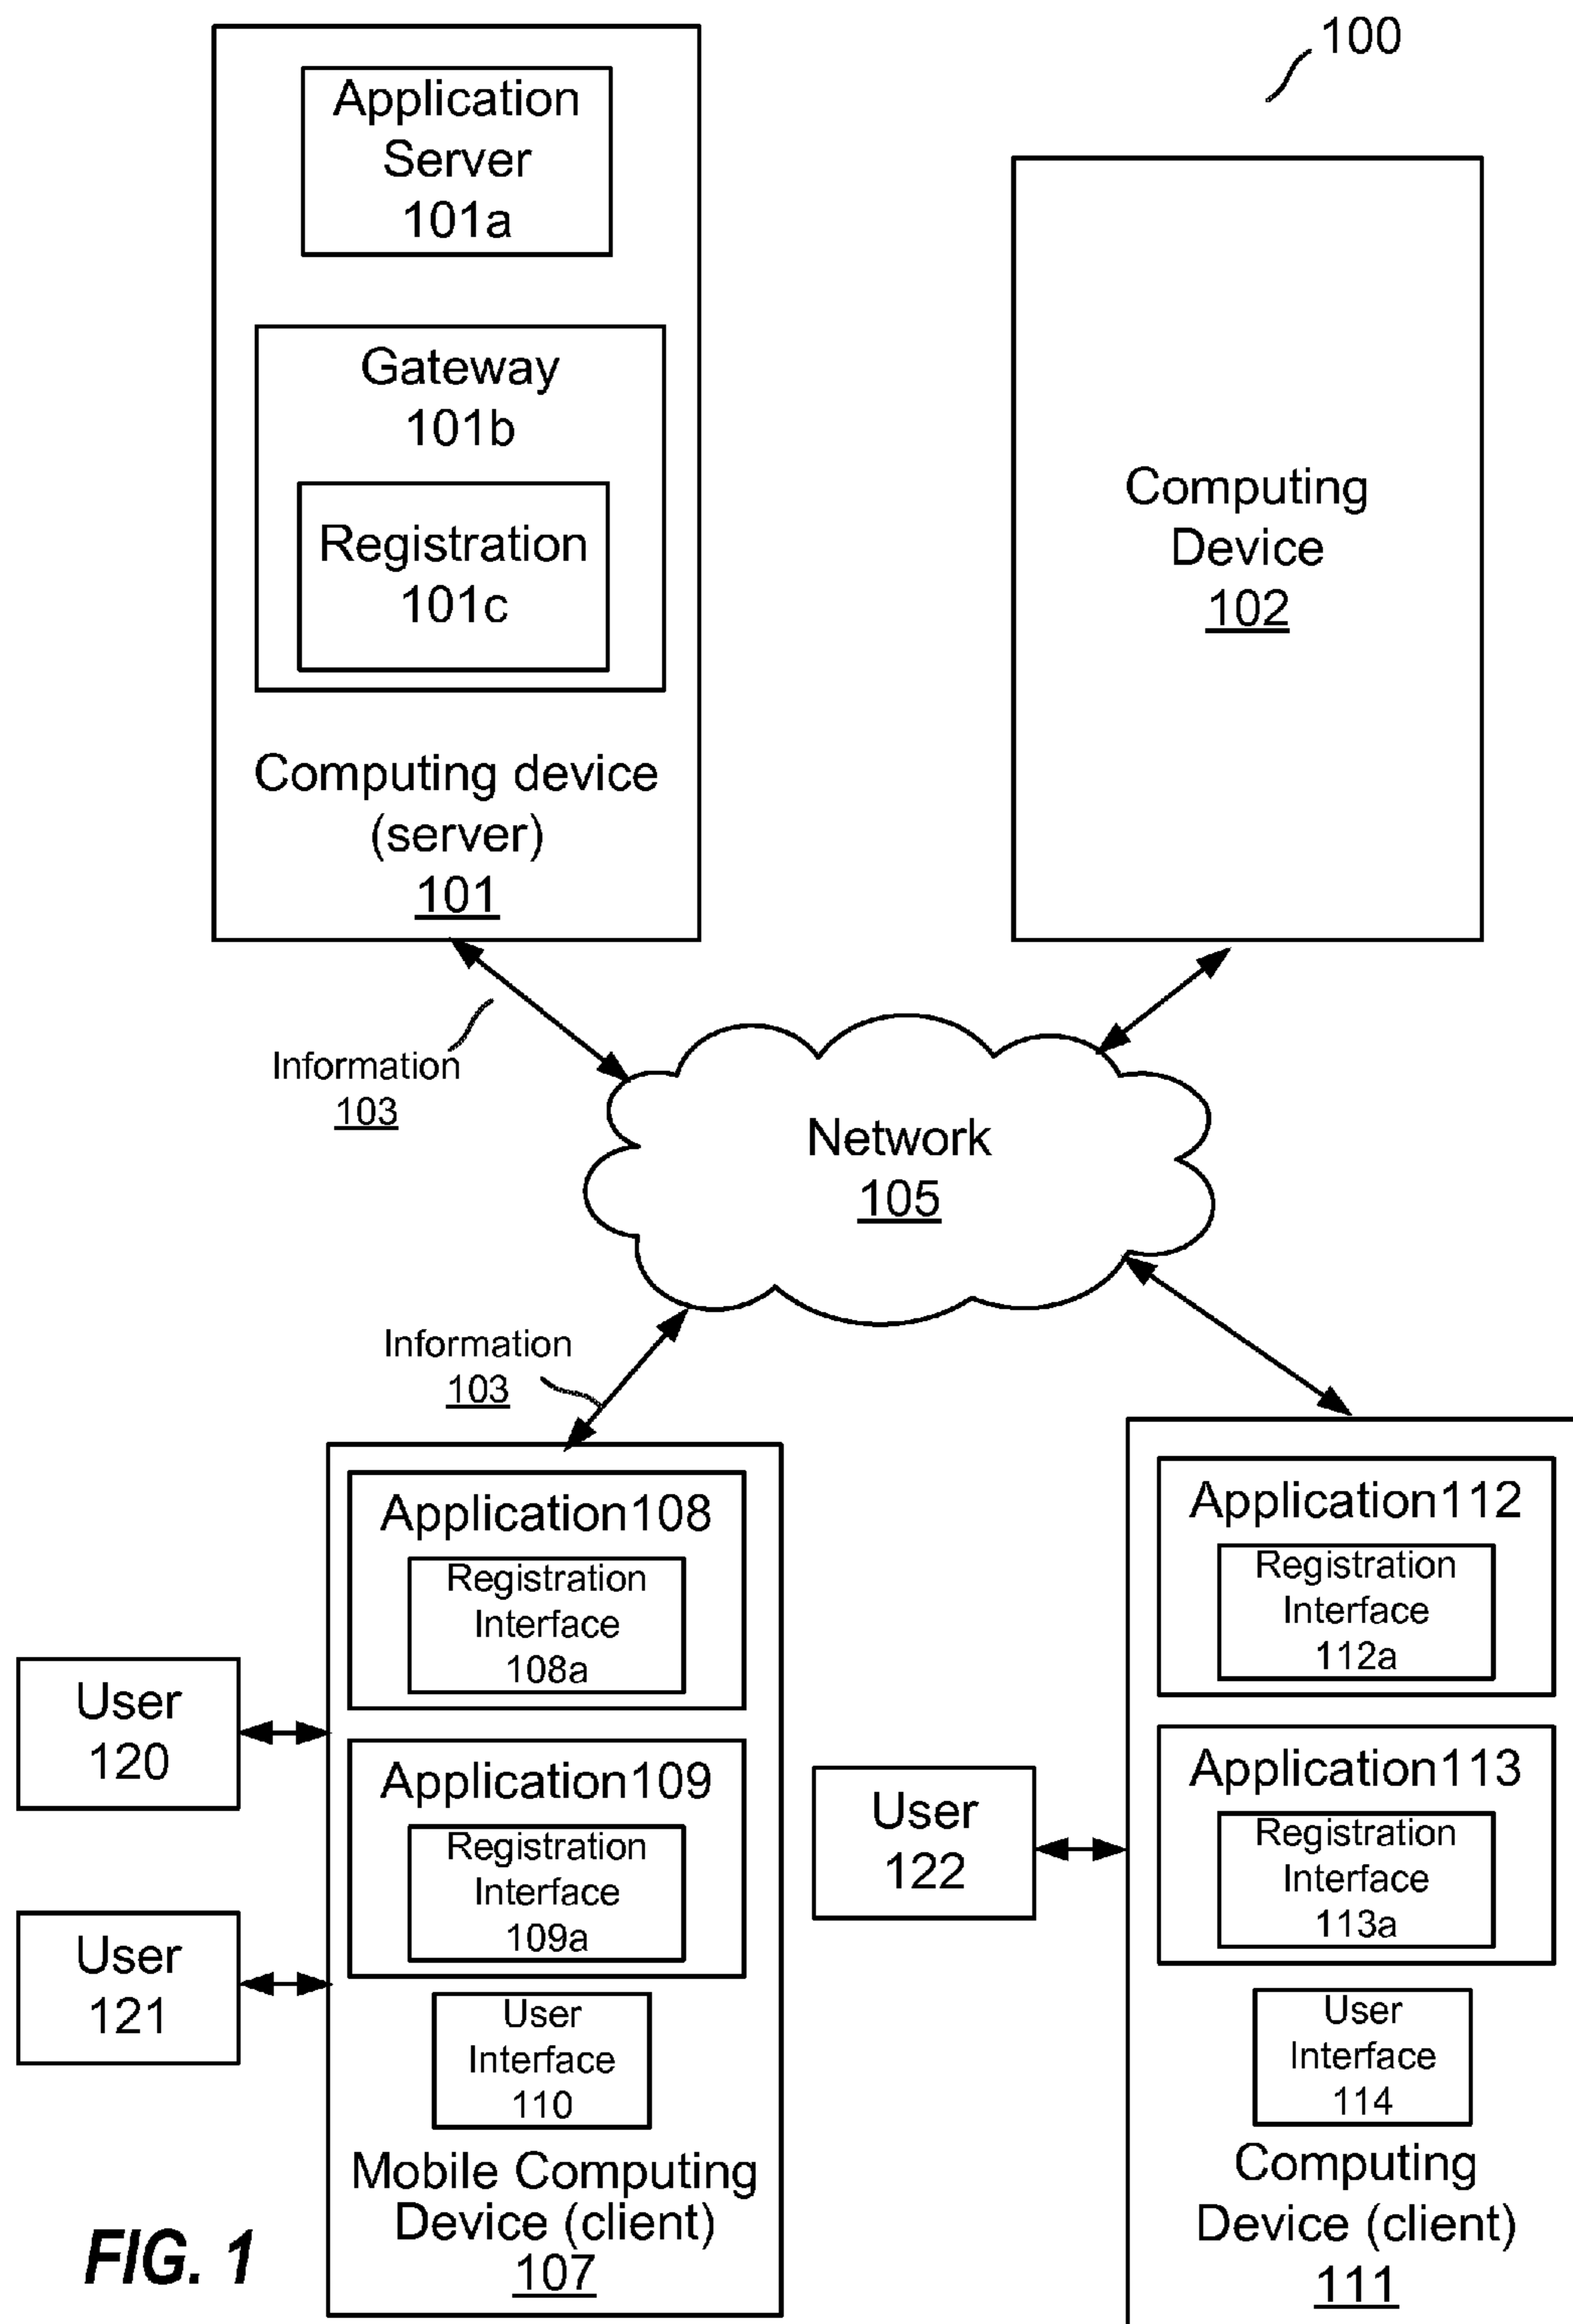 100
Application
Server
101a
Gateway
101b
Registration
101c
Computing device
(server)
101
Computing
Device
102
Information
103
Network
105
Information
103
Application108
Registration
Interface
108a
Application109
Registration
Interface
109a
User
Interface
110
Mobile Computing
Device (client)
107
User
120
User
121
User
122
Application112
Registration
Interface
112a
Application113
Registration
Interface
113a
User
Interface
114
Computing
Device (client)
111
FIG. 1